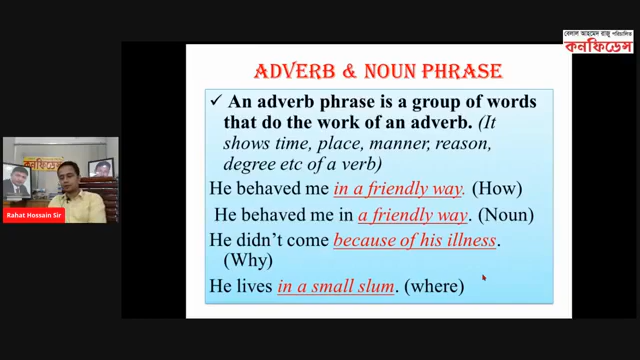 বেলাল আহমেদ রাজু পরিচালিত
কনফিডেন্স
ADVERB & NOUN PHRASE
✓ An adverb phrase is a group of words
that do the work of an adverb. (It
shows time, place, manner, reason,
degree etc of a verb)
He behaved me in a friendly way. (How)
He behaved me in a friendly way. (Noun)
He didn't come because of his illness.
(Why)
He lives in a small slum. (where)
Rahat Hossain Sir